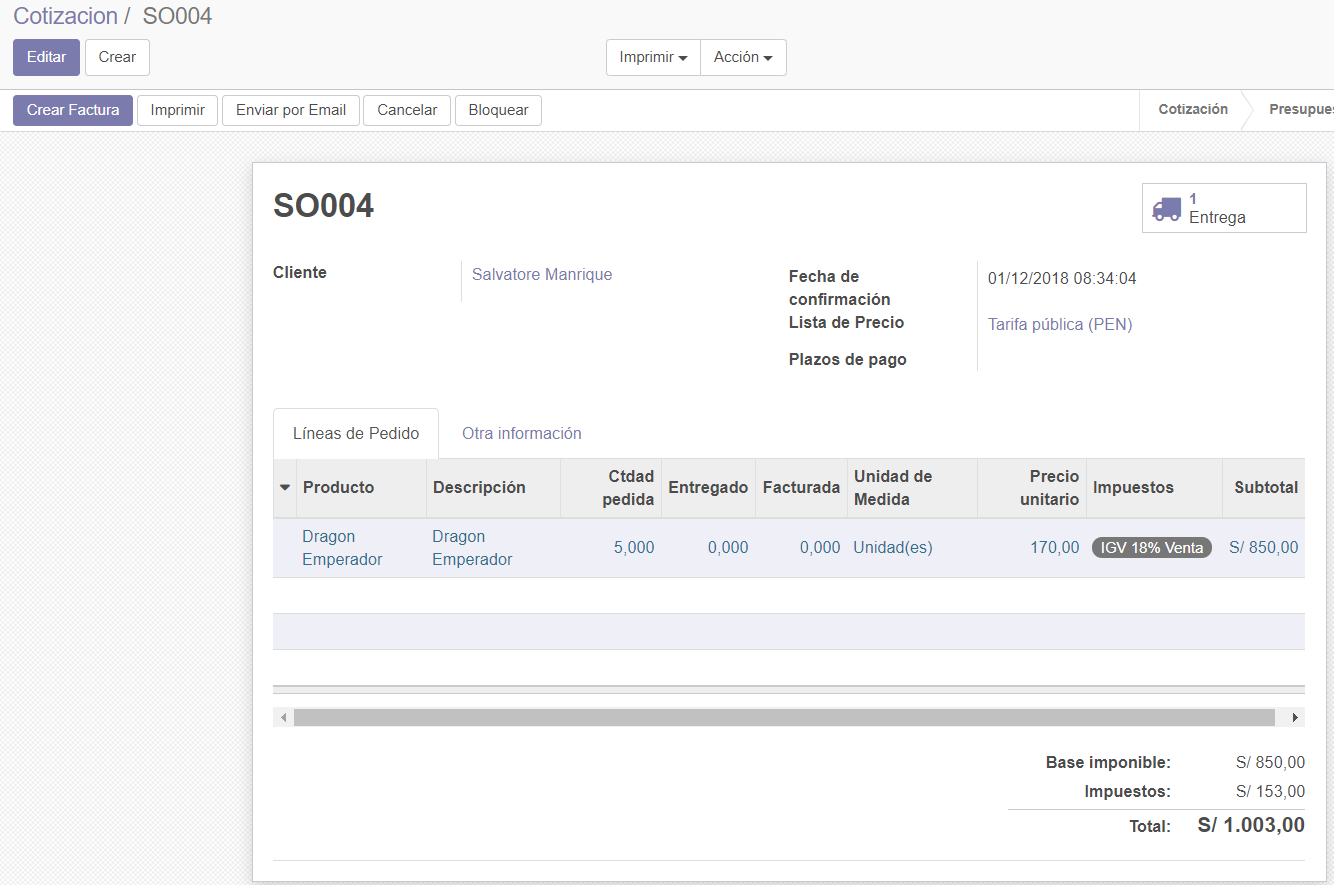 Cotizacion / SO004
Editar Crear Imprimir Acción
Crear Factura Imprimir Enviar por Email Cancelar Bloquear Cotización Presupues
SO004
1
Entrega
Cliente Salvatore Manrique
Fecha de confirmación 01/12/2018 08:34:04
Lista de Precio Tarifa pública (PEN)
Plazos de pago
Líneas de Pedido Otra información
Producto Descripción Ctdad pedida Entregado Facturada Unidad de Medida Precio unitario Impuestos Subtotal
Dragon Emperador Dragon Emperador 5,000 0,000 0,000 Unidad(es) 170,00 IGV 18% Venta S/ 850,00
Base imponible: S/ 850,00
Impuestos: S/ 153,00
Total: S/ 1.003,00